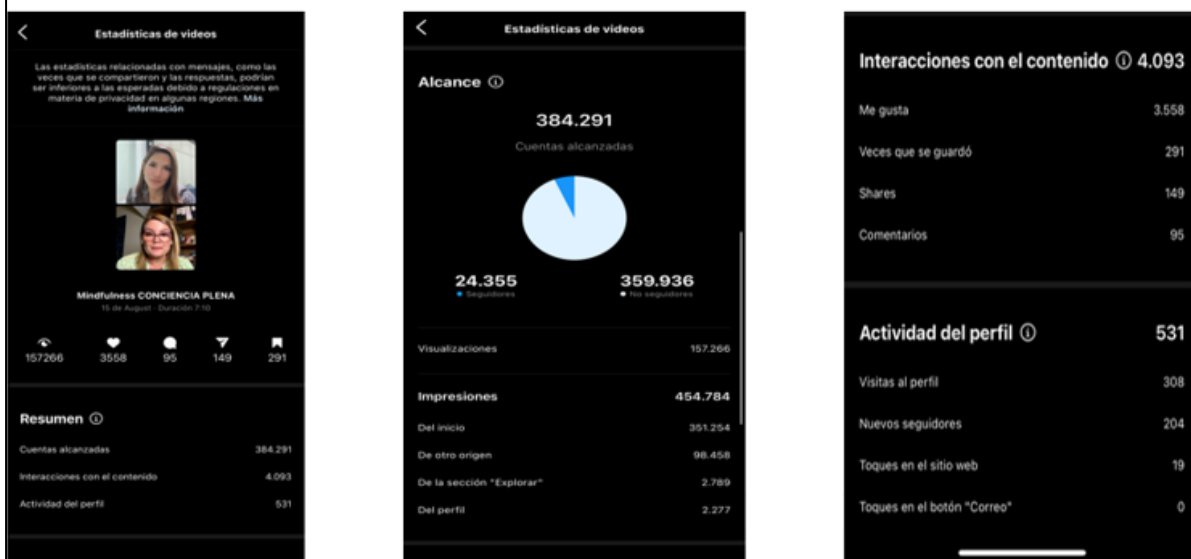 Estadísticas de videos
Las estadísticas relacionadas con mensajes, como las
veces que se compartieron y las respuestas, podrían
ser inferiores a las esperadas debido a regulaciones en
materia de privacidad en algunas regiones. Más
información
Mindfulness CONCIENCIA PLENA
15 de August · Duración 7:10
157266 3558 95 149 291
Resumen
Cuentas alcanzadas 384.291
Interacciones con el contenido 4.093
Actividad del perfil 531
Estadísticas de videos
Alcance
384.291
Cuentas alcanzadas
24.355 359.936
Seguidores No seguidores
Visualizaciones 157.266
Impresiones 454.784
Del inicio 351.254
De otro origen 98.458
De la sección "Explorar" 2.789
Del perfil 2.277
Interacciones con el contenido 4.093
Me gusta 3.558
Veces que se guardó 291
Shares 149
Comentarios 95
Actividad del perfil 531
Visitas al perfil 308
Nuevos seguidores 204
Toques en el sitio web 19
Toques en el botón "Correo" 0